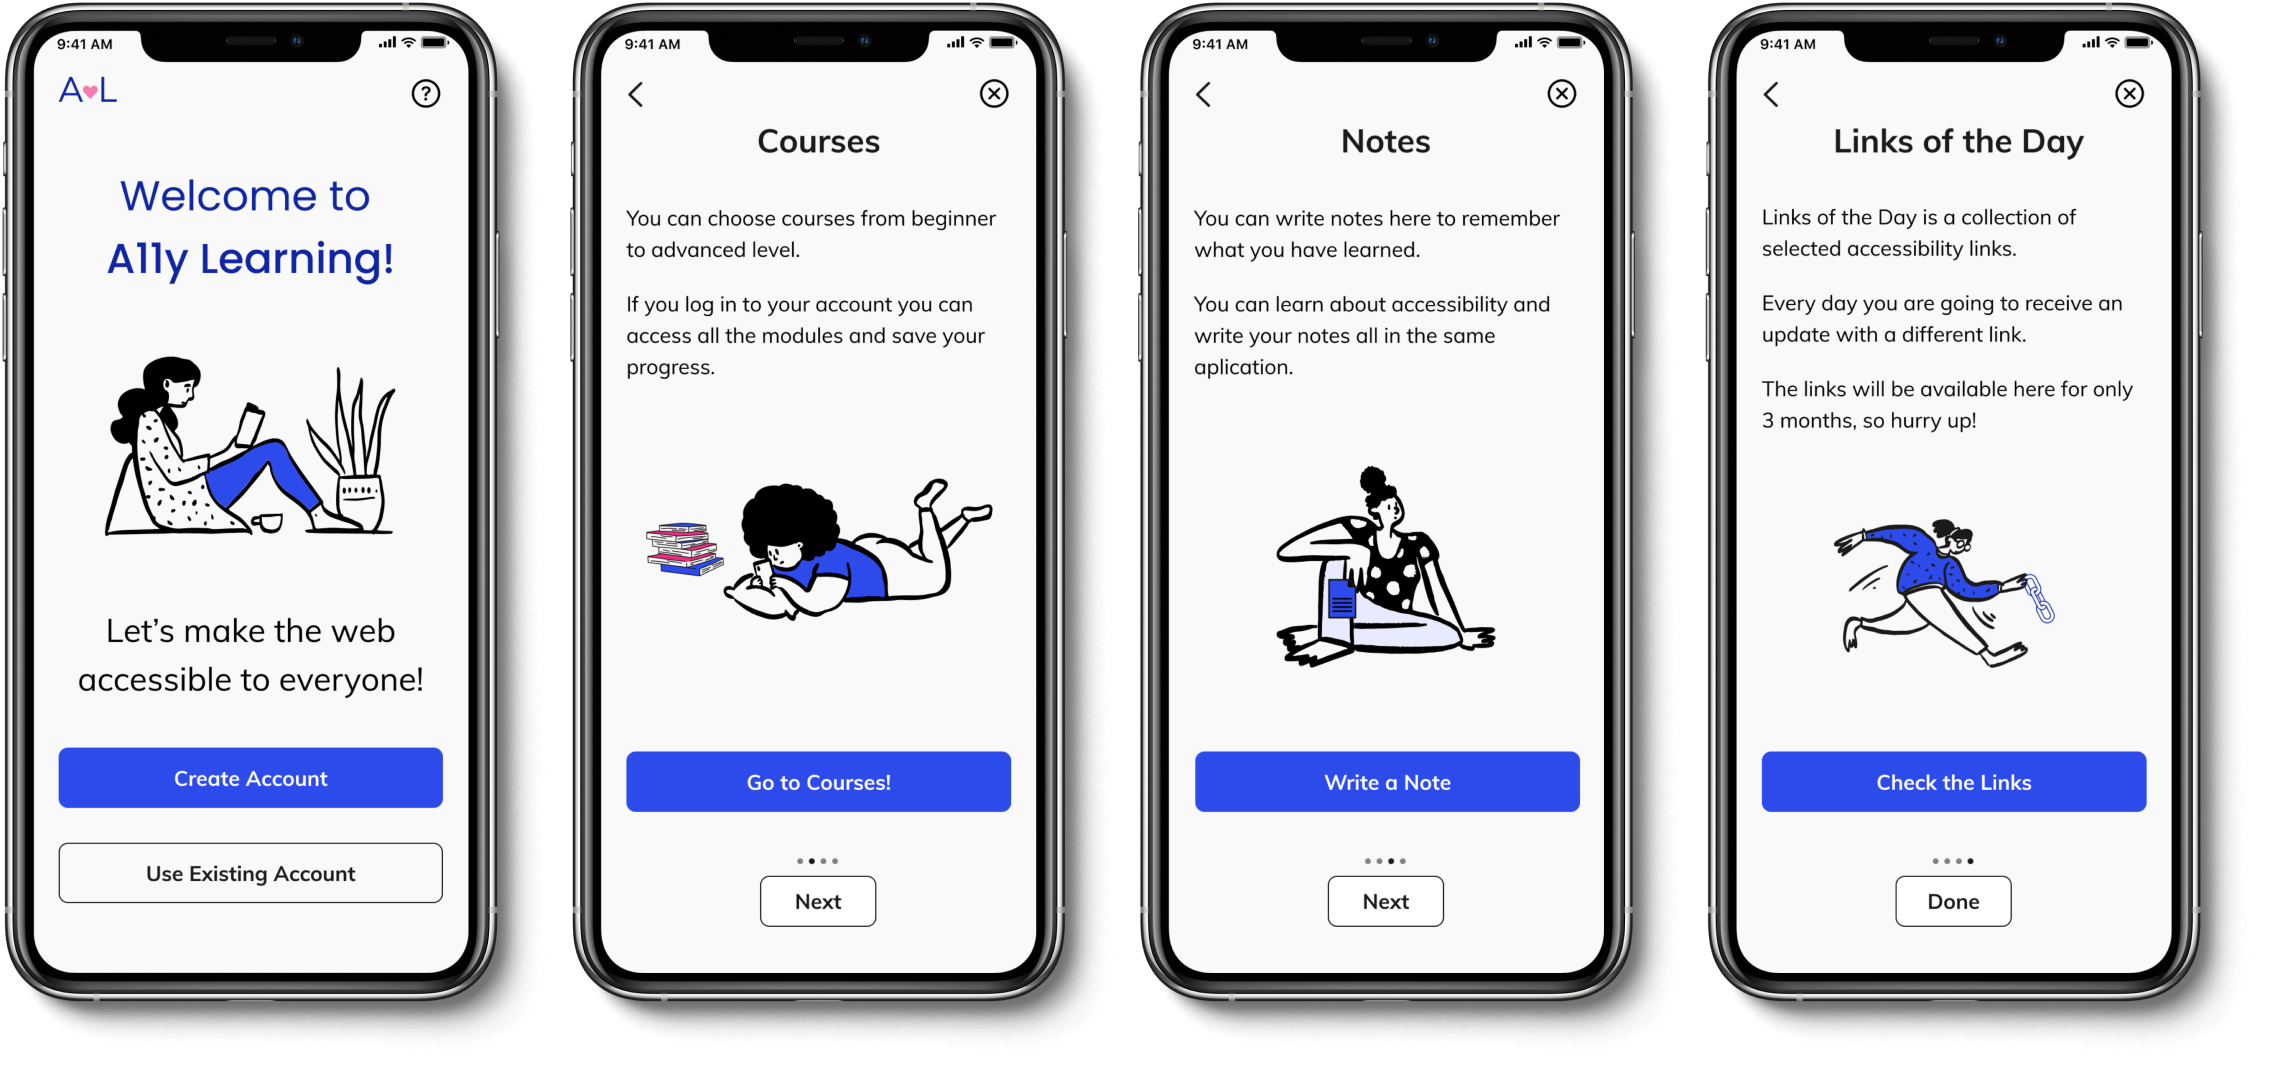 9:41 AM
A♥L
?
Welcome to
A11y Learning!
Let's make the web
accessible to everyone!
Create Account
Use Existing Account
9:41 AM
Courses
You can choose courses from beginner
to advanced level.
If you log in to your account you can
access all the modules and save your
progress.
Go to Courses!
Next
9:41 AM
Notes
You can write notes here to remember
what you have learned.
You can learn about accessibility and
write your notes all in the same
aplication.
Write a Note
Next
9:41 AM
Links of the Day
Links of the Day is a collection of
selected accessibility links.
Every day you are going to receive an
update with a different link.
The links will be available here for only
3 months, so hurry up!
Check the Links
Done